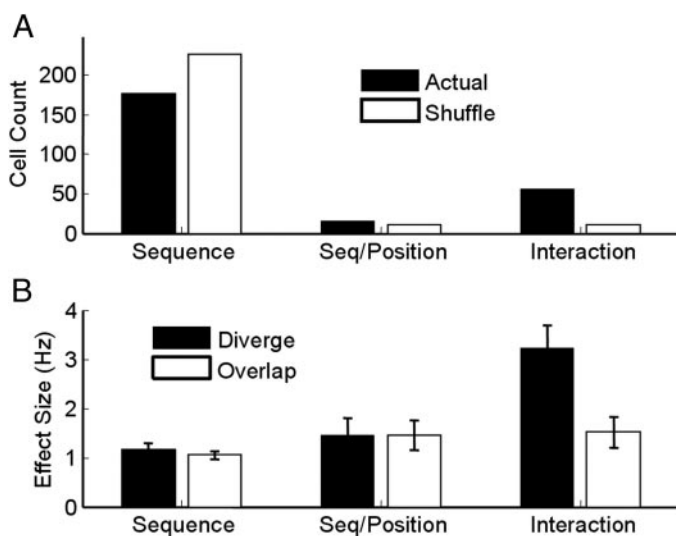 A
Cell Count
200
150
100
50
0
Actual
Shuffle
Sequence Seq/Position Interaction
B
Effect Size (Hz)
4
3
2
1
0
Diverge
Overlap
Sequence Seq/Position Interaction